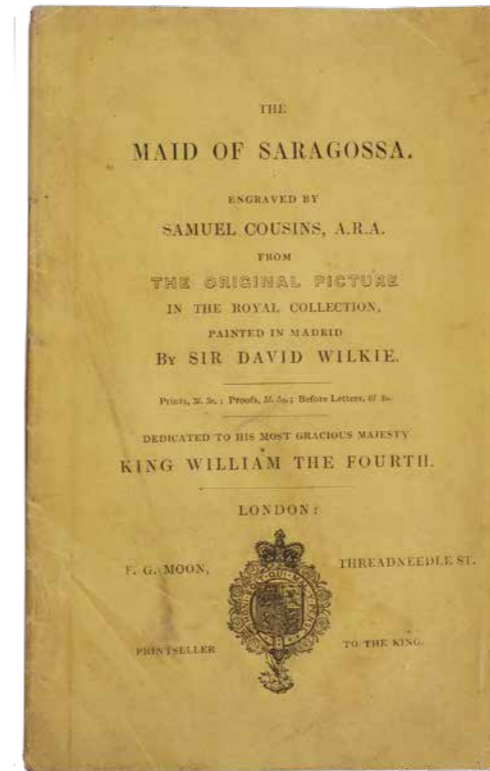 THE
MAID OF SARAGOSSA.
ENGRAVED BY
SAMUEL COUSINS, A.R.A.
FROM
THE ORIGINAL PICTURE
IN THE ROYAL COLLECTION,
PAINTED IN MADRID
BY SIR DAVID WILKIE.
Prints, Proofs, Before Letters,
DEDICATED TO HIS MOST GRACIOUS MAJESTY
KING WILLIAM THE FOURTH.
LONDON:
F. G. MOON, THREADNEEDLE ST.
PRINTSELLER TO THE KING.